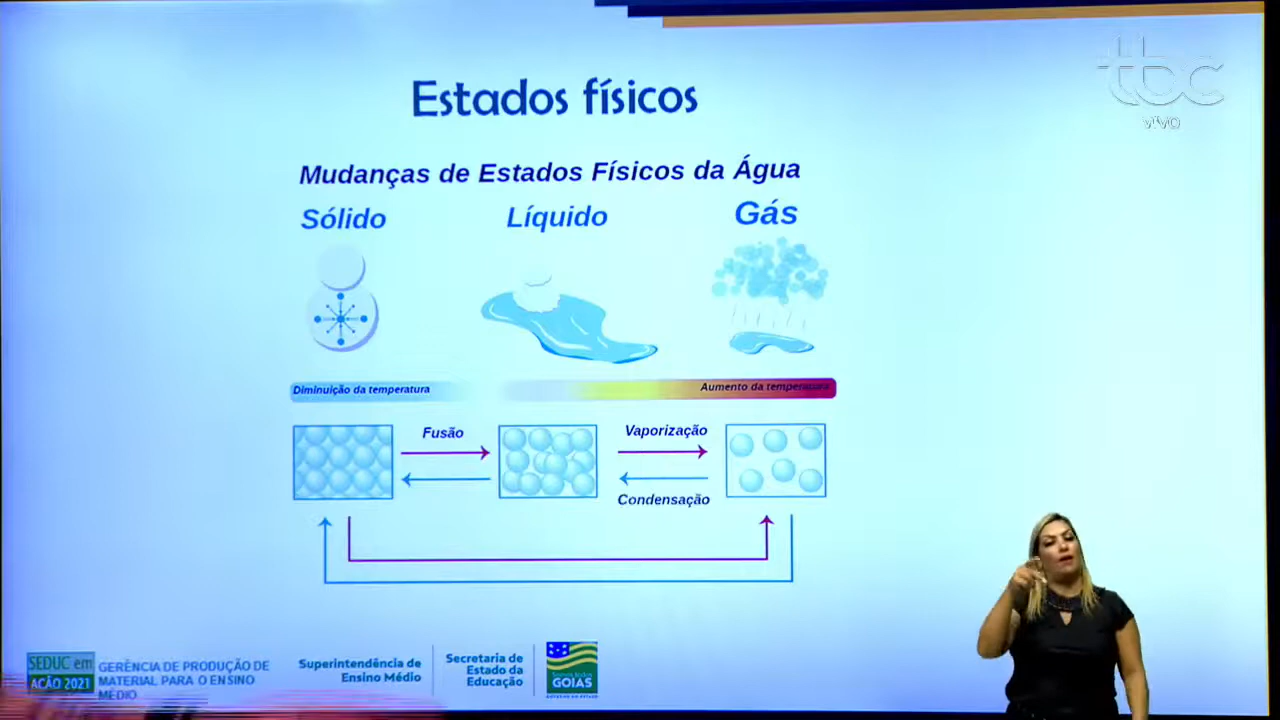 tbc
vivo
Estados físicos
Mudanças de Estados Físicos da Água
Sólido
Líquido
Gás
Diminuição da temperatura
Aumento da temperatura
Fusão
Vaporização
Condensação
SEDUC em
AÇÃO 2021
GERÊNCIA DE PRODUÇÃO DE
MATERIAL PARA O ENSINO
MÉDIO
Superintendência de
Ensino Médio
Secretaria de
Estado da
Educação
GOIÁS